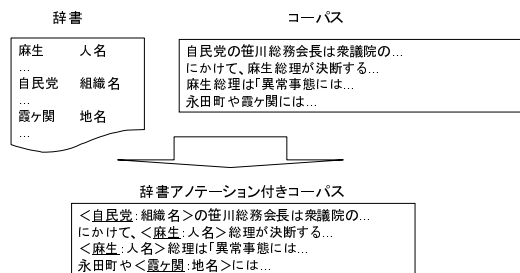 辞書
麻生 人名
…
自民党 組織名
…
霞ヶ関 地名
…
コーパス
自民党の笹川総務会長は衆議院の…
にかけて、麻生総理が決断する…
麻生総理は「異常事態には…
永田町や霞ヶ関には…
辞書アノテーション付きコーパス
<自民党:組織名>の笹川総務会長は衆議院の…
にかけて、<麻生:人名>総理が決断する…
<麻生:人名>総理は「異常事態には…
永田町や<霞ヶ関:地名>には…